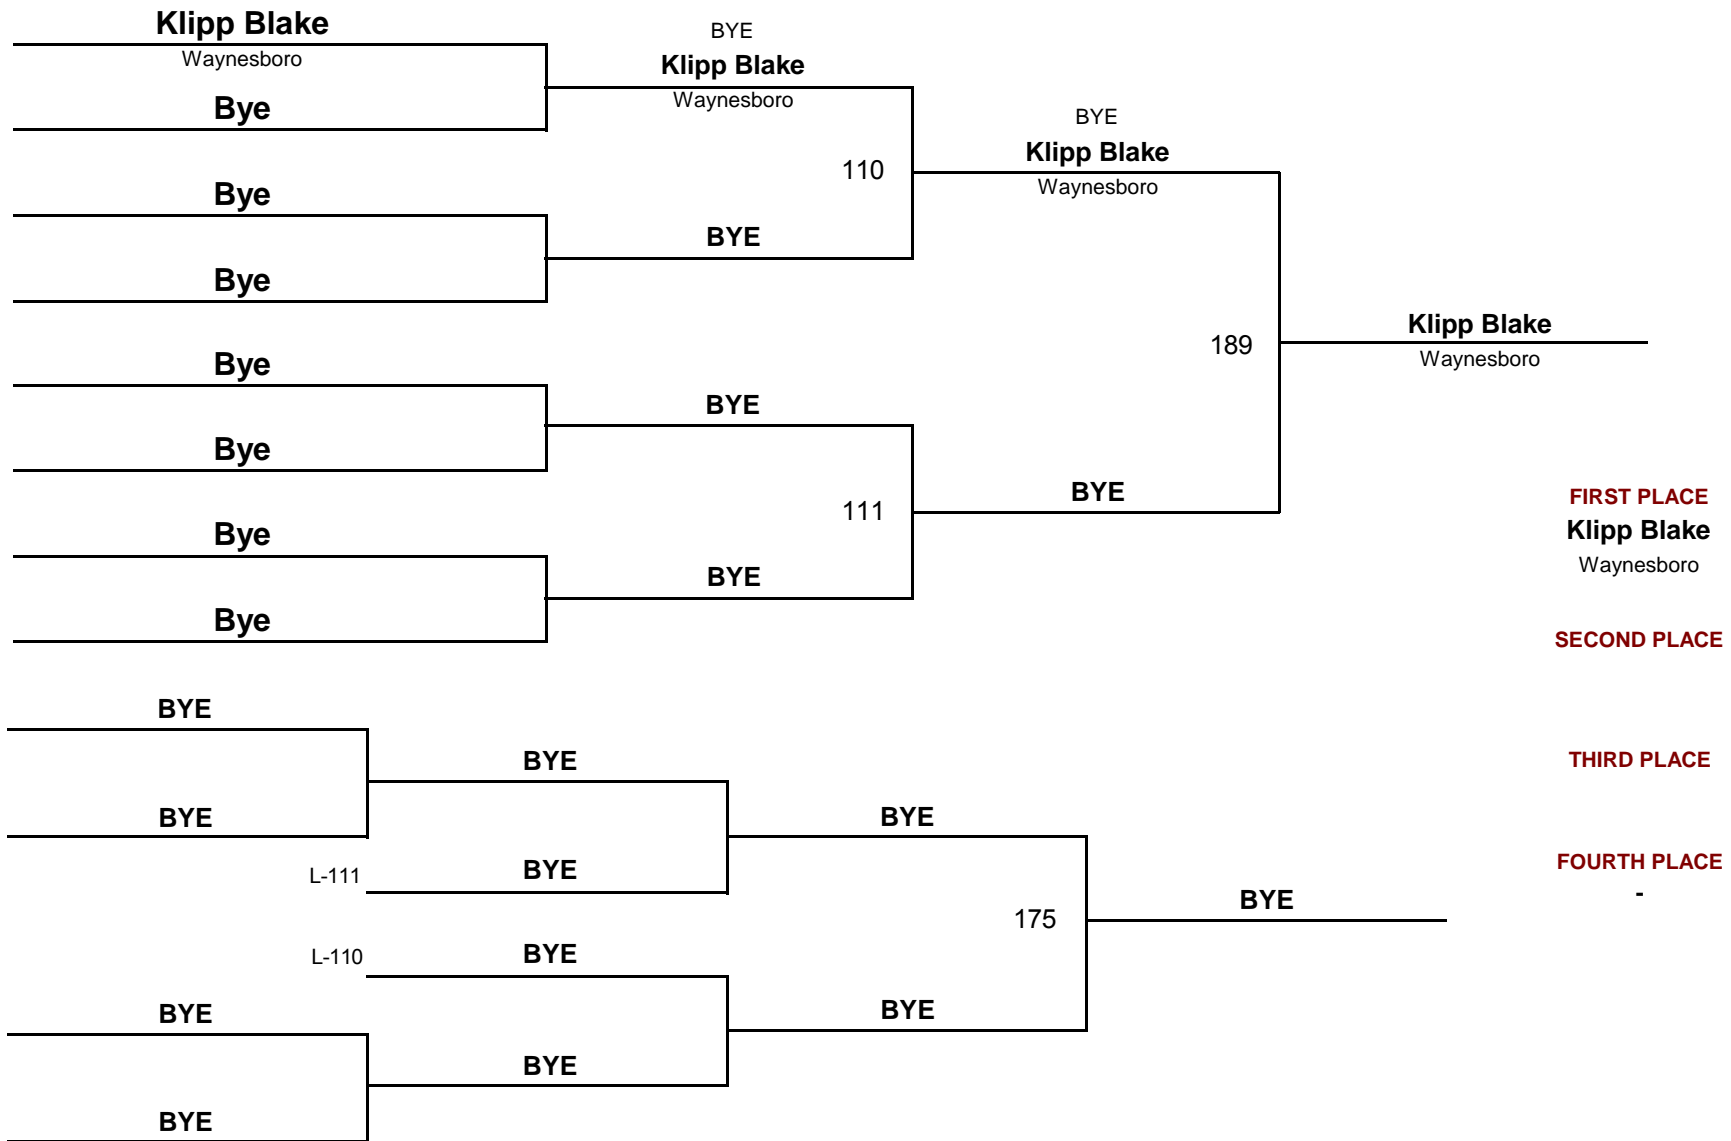 Klipp Blake
Waynesboro
Bye
Bye
Bye
Bye
Bye
Bye
Bye
BYE
Klipp Blake
Waynesboro
110
BYE
BYE
111
BYE
BYE
Klipp Blake
Waynesboro
189
BYE
Klipp Blake
Waynesboro
FIRST PLACE
Klipp Blake
Waynesboro
SECOND PLACE
THIRD PLACE
FOURTH PLACE
-
BYE
BYE
BYE
L-111
BYE
L-110
BYE
BYE
BYE
BYE
BYE
175
BYE
BYE